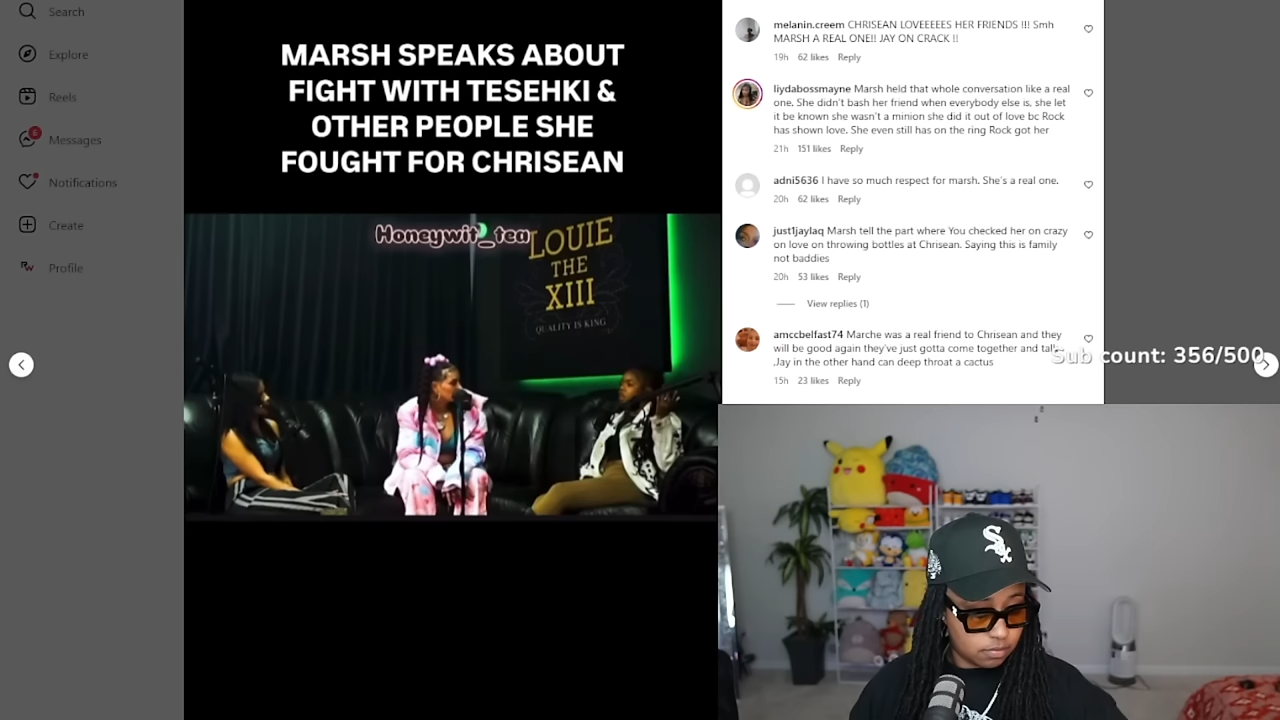 Search
Explore
Reels
6
Messages
Notifications
Create
Profile
MARSH SPEAKS ABOUT
FIGHT WITH TESEHKI &
OTHER PEOPLE SHE
FOUGHT FOR CHRISEAN
Honeywit_tea
LOUIE
THE
XIII
QUALITY IS KING
melanin.creem CHRISEAN LOVEEEEES HER FRIENDS !!! Smh
MARSH A REAL ONE!! JAY ON CRACK !!
19h 62 likes Reply
liydabossmayne Marsh held that whole conversation like a real
one. She didn't bash her friend when everybody else is, she let
it be known she wasn't a minion she did it out of love bc Rock
has shown love. She even still has on the ring Rock got her
21h 151 likes Reply
adni5636 I have so much respect for marsh. She's a real one.
20h 62 likes Reply
just1jaylaq Marsh tell the part where You checked her on crazy
on love on throwing bottles at Chrisean. Saying this is family
not baddies
20h 53 likes Reply
View replies (1)
amccbelfast74 Marche was a real friend to Chrisean and they
will be good again they've just gotta come together and talk.
Jay in the other hand can deep throat a cactus
15h 23 likes Reply
Sub count: 356/500
Sox